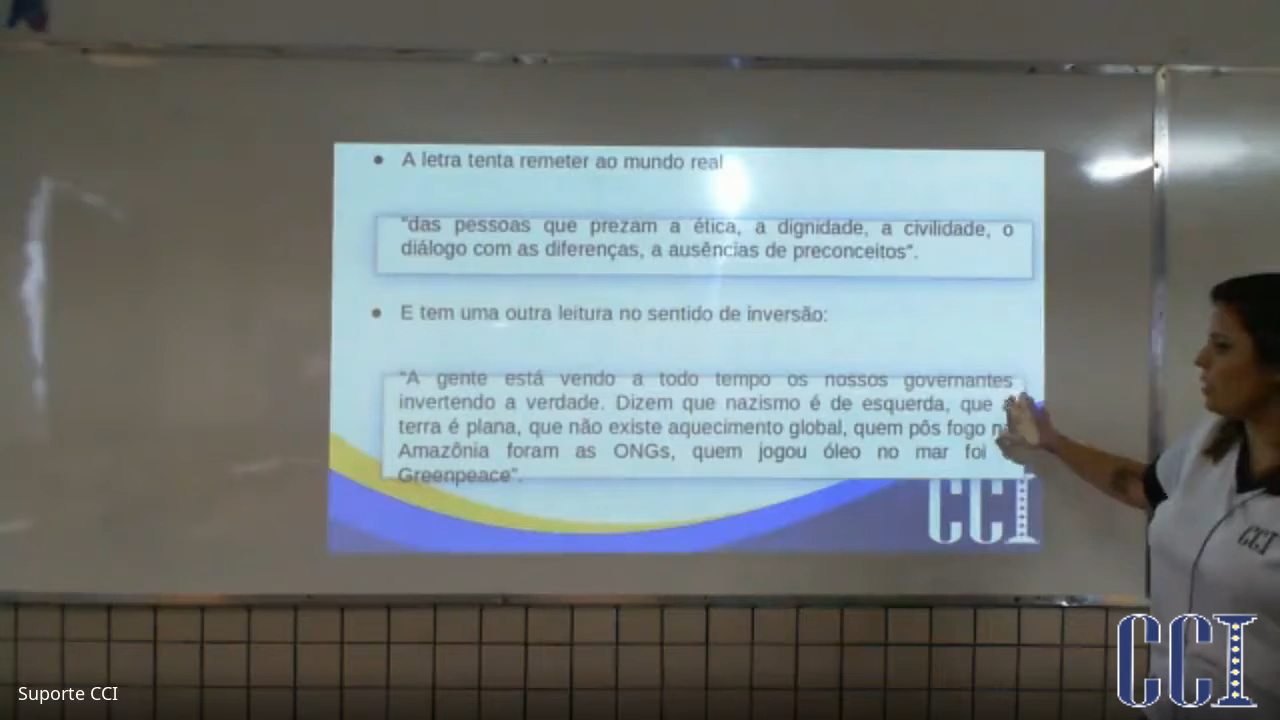 ● A letra tenta remeter ao mundo real
"das pessoas que prezam a ética, a dignidade, a civilidade, o
diálogo com as diferenças, a ausências de preconceitos".
● E tem uma outra leitura no sentido de inversão:
"A gente está vendo a todo tempo os nossos governantes
invertendo a verdade. Dizem que nazismo é de esquerda, que
terra é plana, que não existe aquecimento global, quem pôs fogo
Amazônia foram as ONGs, quem jogou óleo no mar foi
Greenpeace".
CCI
CCI
CCI
Suporte CCI